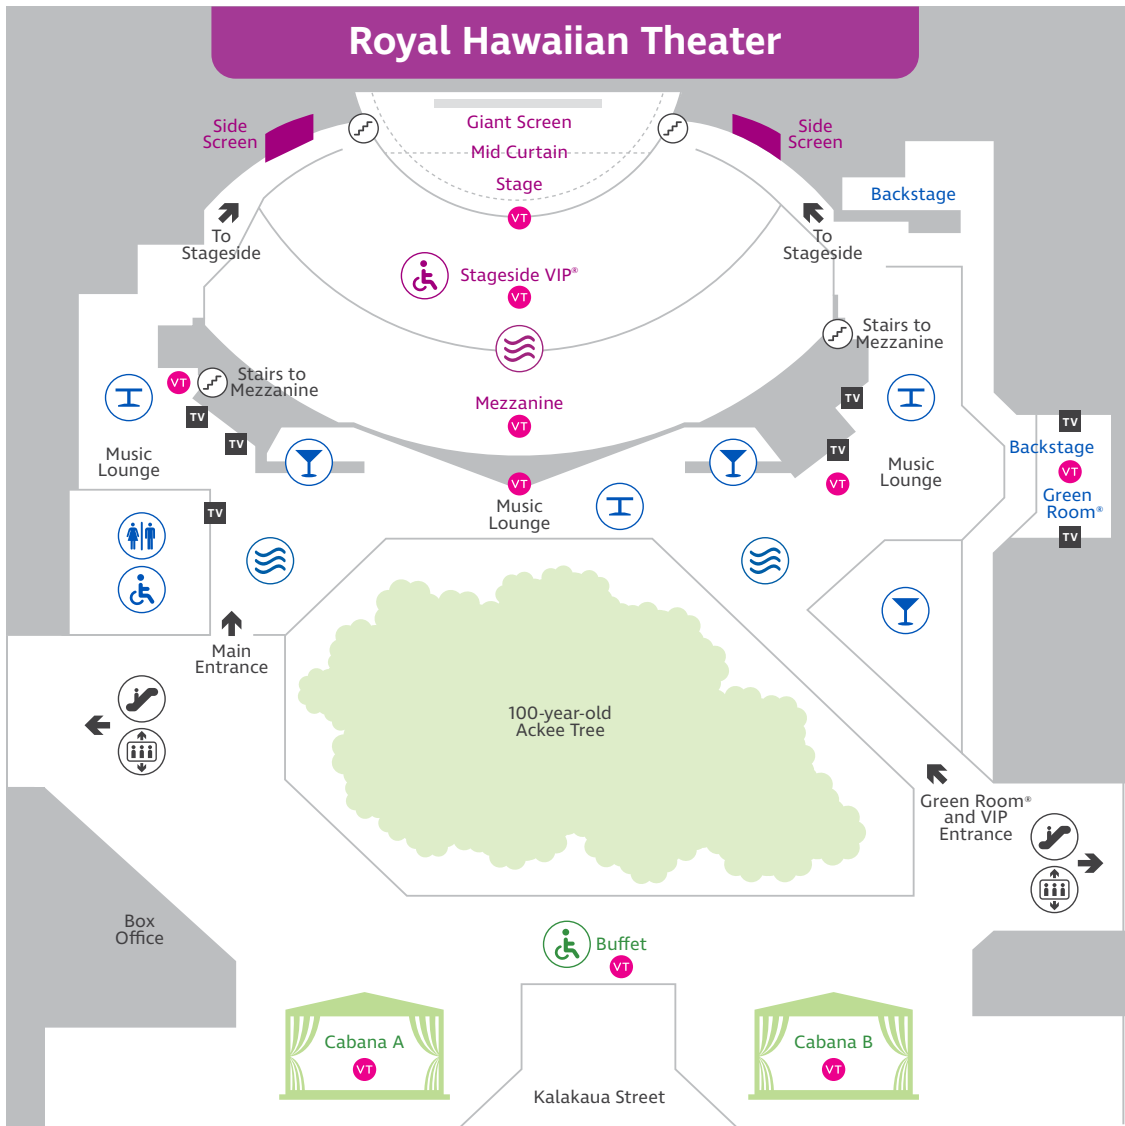 Royal Hawaiian Theater
Side
Screen
Giant Screen
Mid Curtain
Stage
VT
Side
Screen
Backstage
To
Stageside
To
Stageside
Stageside VIP®
VT
Stairs to
Mezzanine
VT
Stairs to
Mezzanine
TV
TV
Mezzanine
VT
TV
TV
VT
Music
Lounge
Music
Lounge
VT
Music
Lounge
TV
Backstage
VT
Green
Room®
TV
TV
Main
Entrance
100-year-old
Ackee Tree
Green Room®
and VIP
Entrance
Box
Office
Buffet
VT
Cabana A
VT
Cabana B
VT
Kalakaua Street